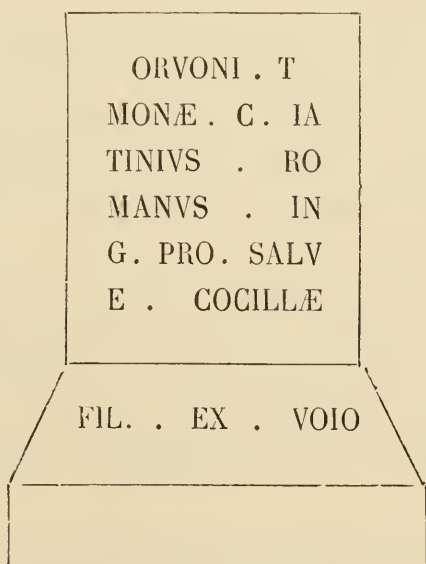 ORVONI . T
MONÆ . C . IA
TINIVS . RO
MANVS . IN
G. PRO. SALV
E . COCILLÆ
FIL. . EX . VOIO